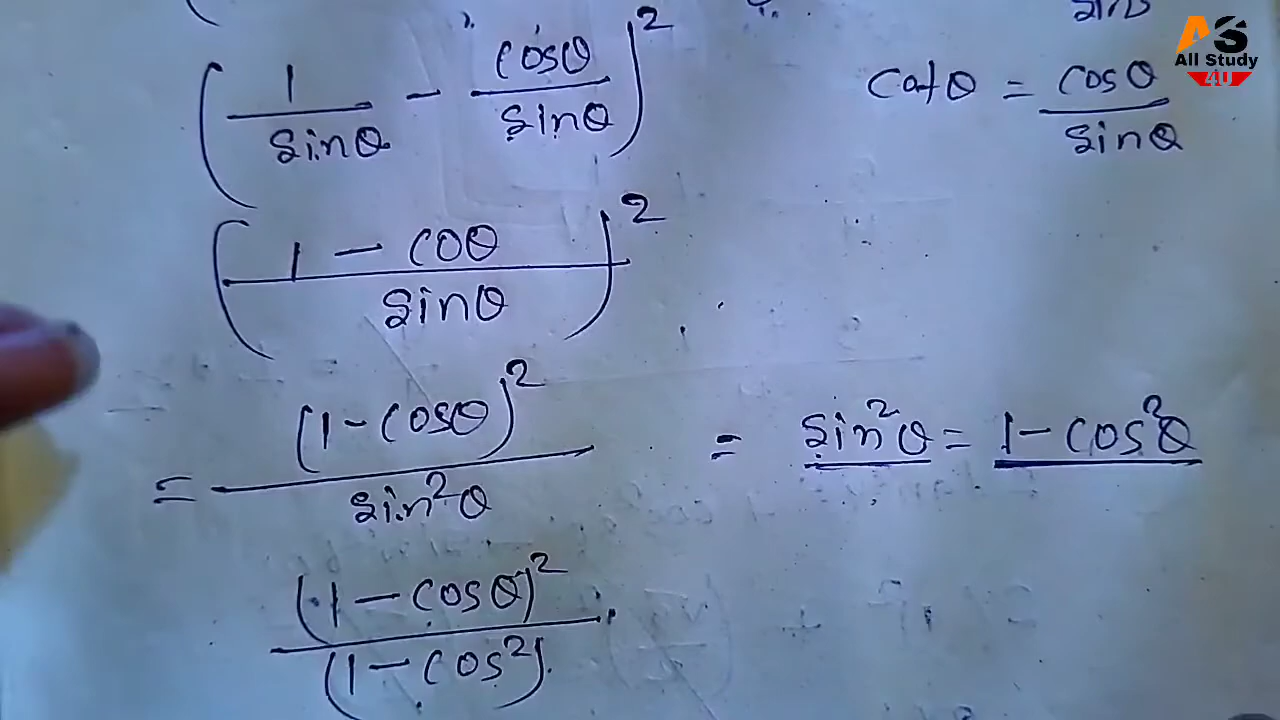 (1/sinθ - cosθ/sinθ)²
cotθ = cosθ/sinθ
AS
All Study
4U
(1 - coθ/sinθ)²
= (1-cosθ)²/sin²θ
= sin²θ = 1-cos²θ
(1-cosθ)²/(1-cos²)